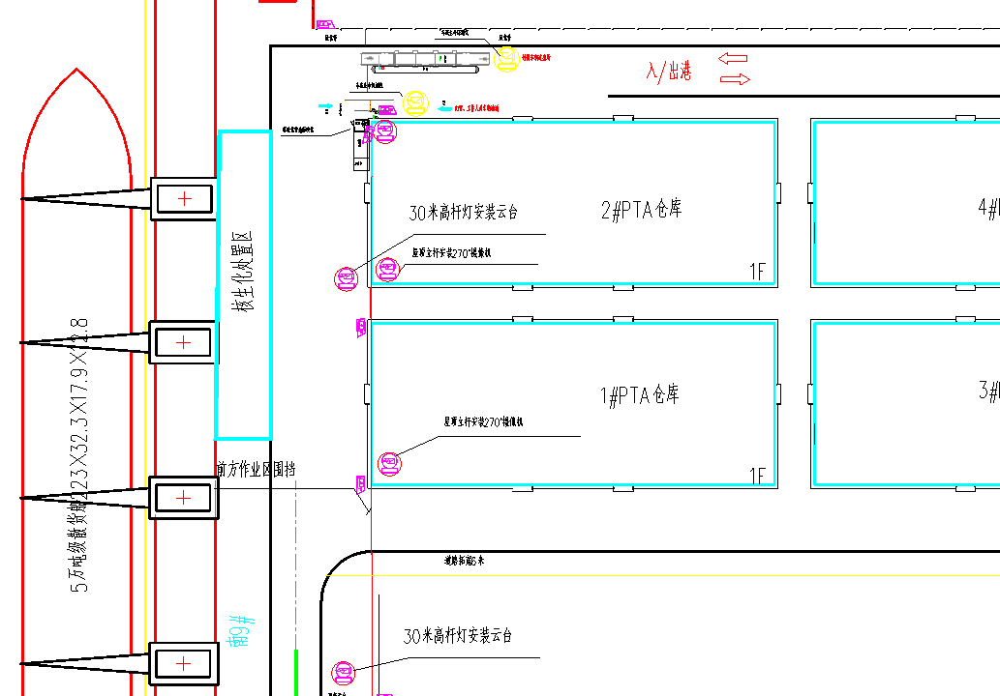 入/出港
30米高杆灯安装云台
2#PTA仓库
4#
屋顶立杆安装270°摄像机
1F
核生化处置区
5万吨级散货船223X32.3X17.9X12.8
1#PTA仓库
3#
屋顶立杆安装270°摄像机
前方作业区围挡
1F
道路拓宽6米
南9#
30米高杆灯安装云台